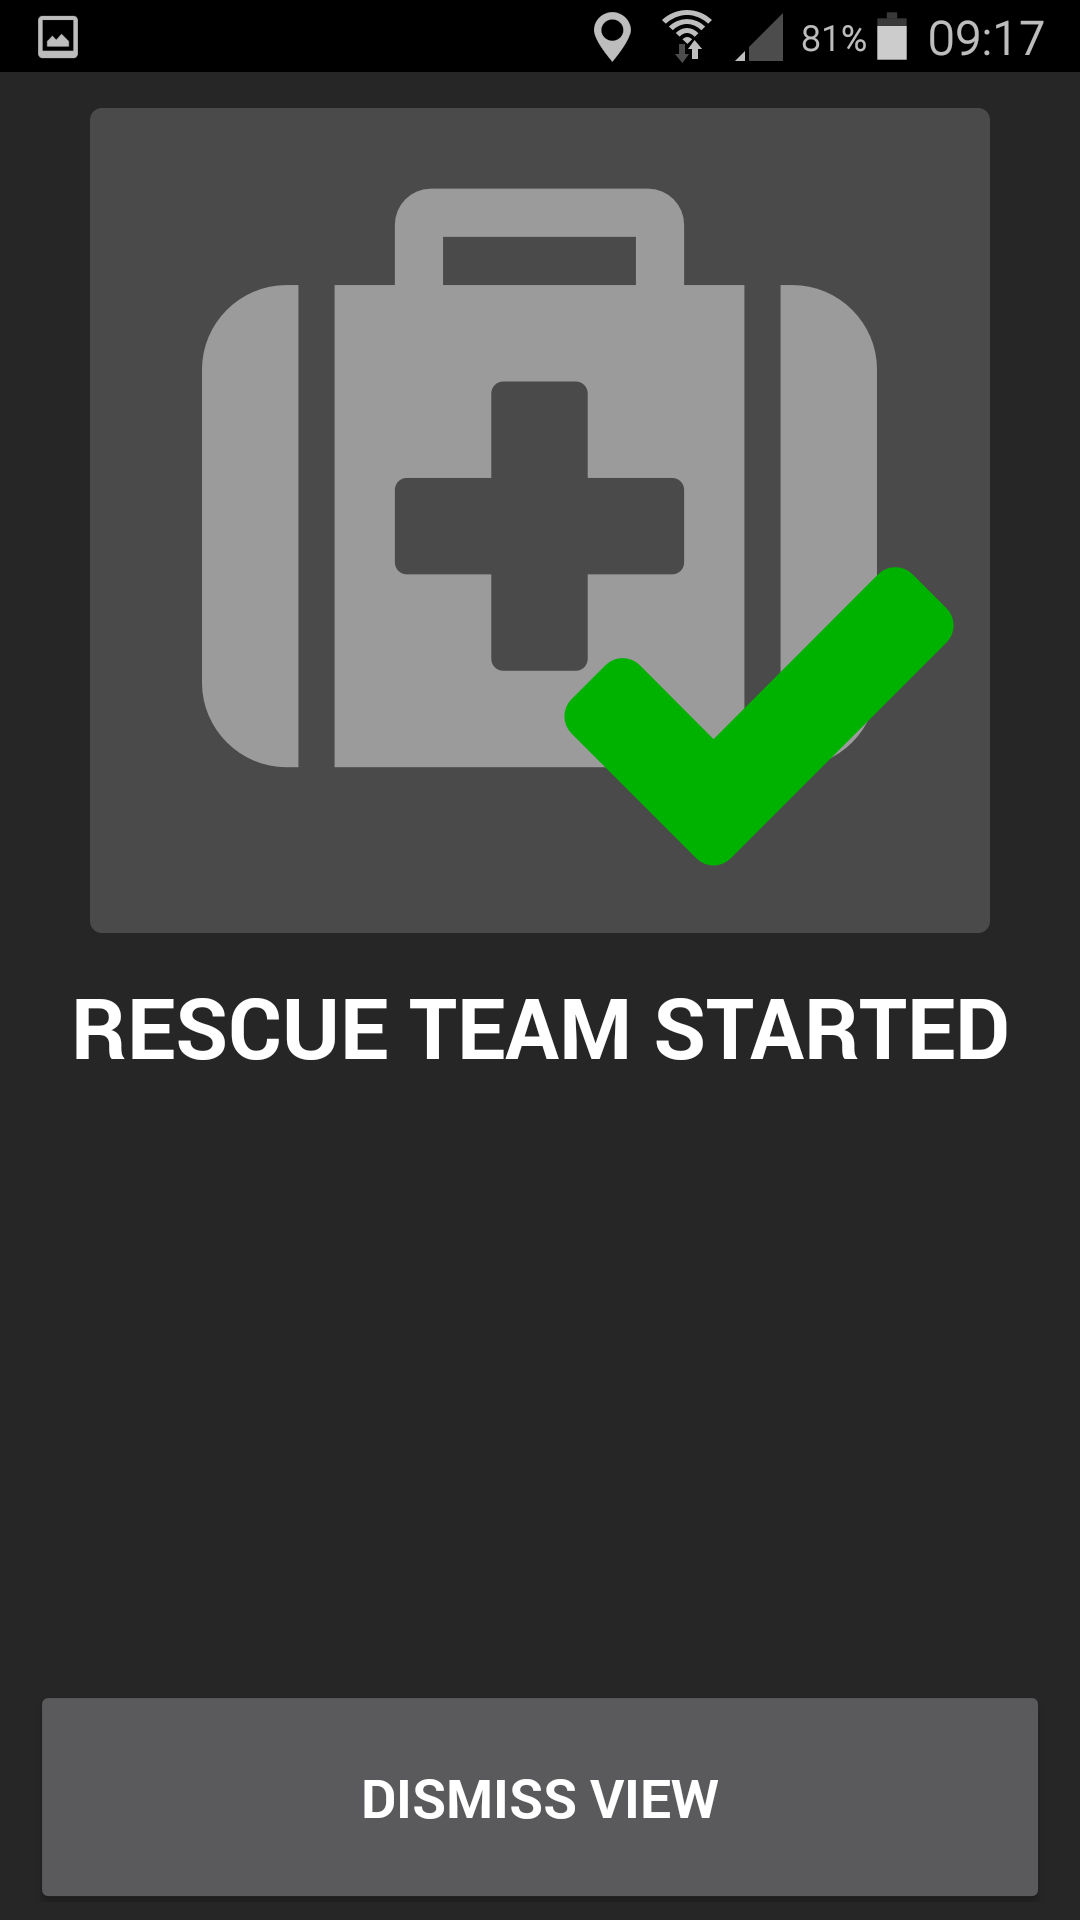 81% 09:17
RESCUE TEAM STARTED
DISMISS VIEW